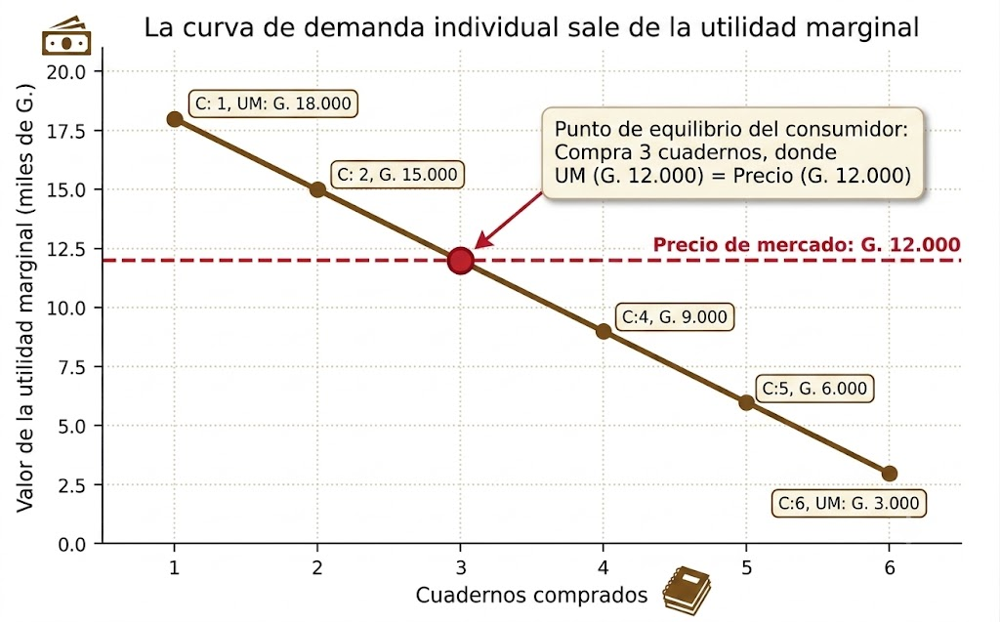 La curva de demanda individual sale de la utilidad marginal
Valor de la utilidad marginal (miles de G.)
20.0
17.5
15.0
12.5
10.0
7.5
5.0
2.5
0.0
C: 1, UM: G. 18.000
C: 2, G. 15.000
Punto de equilibrio del consumidor:
Compra 3 cuadernos, donde
UM (G. 12.000) = Precio (G. 12.000)
Precio de mercado: G. 12.000
C:4, G. 9.000
C:5, G. 6.000
C:6, UM: G. 3.000
1 2 3 4 5 6
Cuadernos comprados